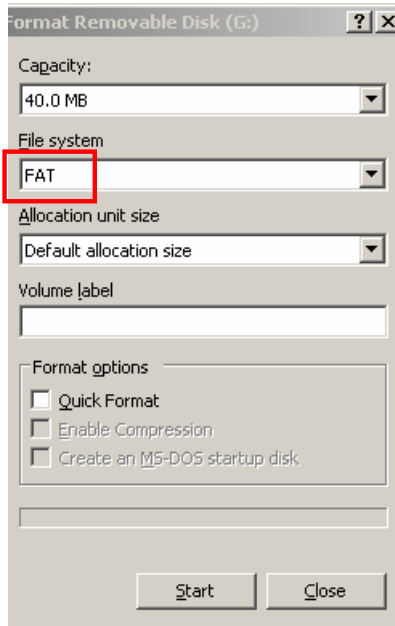 Format Removable Disk (G:)
Capacity:
40.0 MB
File system
FAT
Allocation unit size
Default allocation size
Volume label
Format options
Quick Format
Enable Compression
Create an MS-DOS startup disk
Start
Close